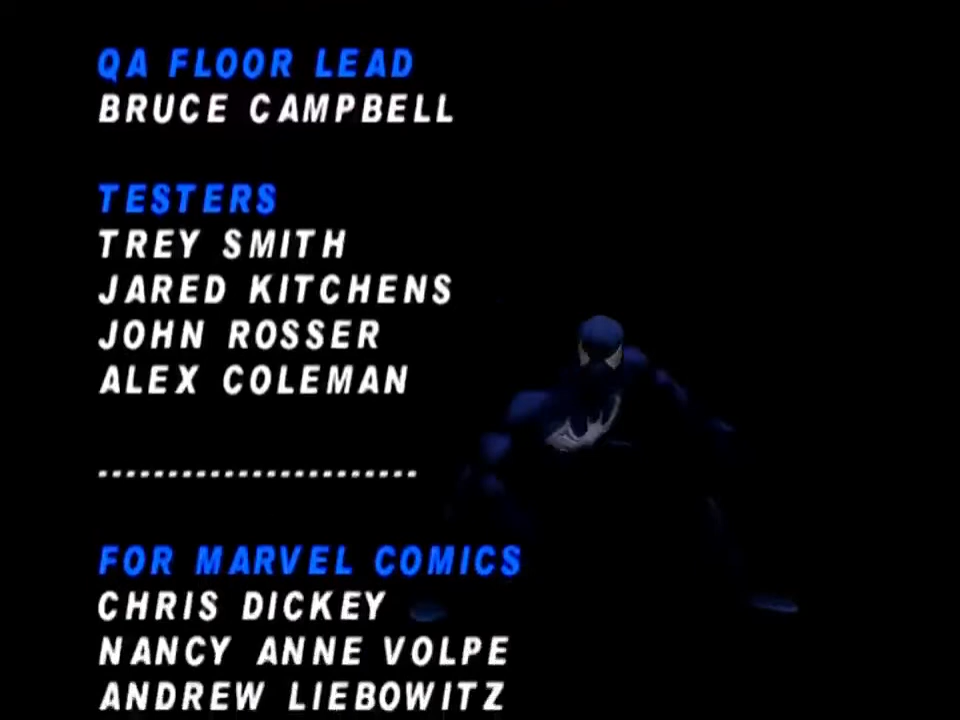 QA FLOOR LEAD
BRUCE CAMPBELL
TESTERS
TREY SMITH
JARED KITCHENS
JOHN ROSSER
ALEX COLEMAN
-----------------------
FOR MARVEL COMICS
CHRIS DICKEY
NANCY ANNE VOLPE
ANDREW LIEBOWITZ